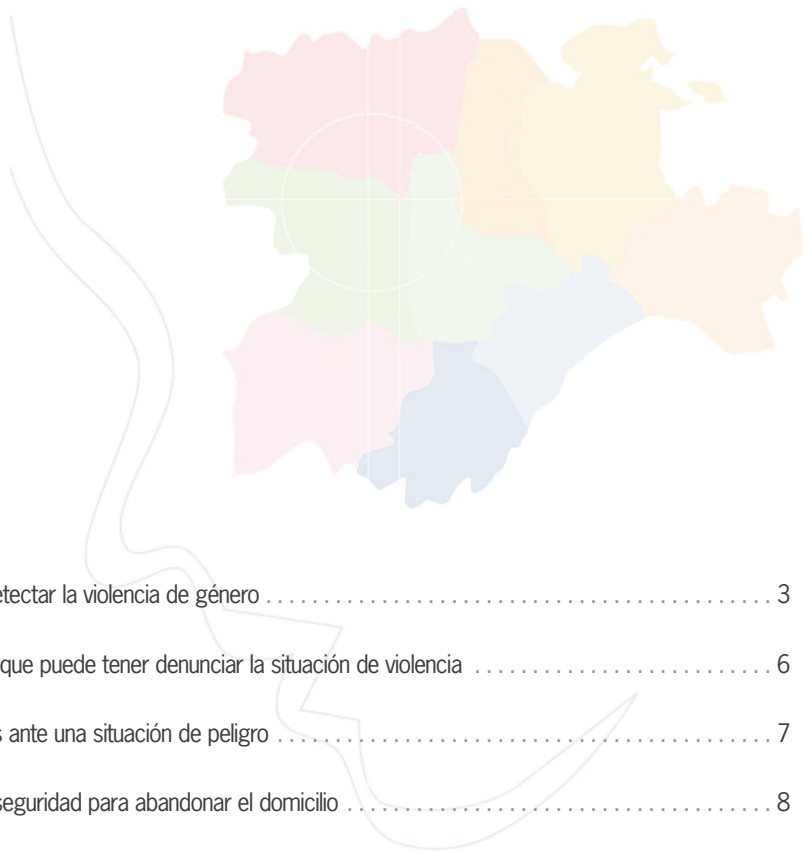 etectar la violencia de género . . . . . . . . . . . . . . . . . . . . . . . . . . . . . . . . . . . . . . . . . . . . 3
que puede tener denunciar la situación de violencia . . . . . . . . . . . . . . . . . . . . . . . . . . 6
s ante una situación de peligro . . . . . . . . . . . . . . . . . . . . . . . . . . . . . . . . . . . . . . . . . . . 7
seguridad para abandonar el domicilio . . . . . . . . . . . . . . . . . . . . . . . . . . . . . . . . . . . . . 8